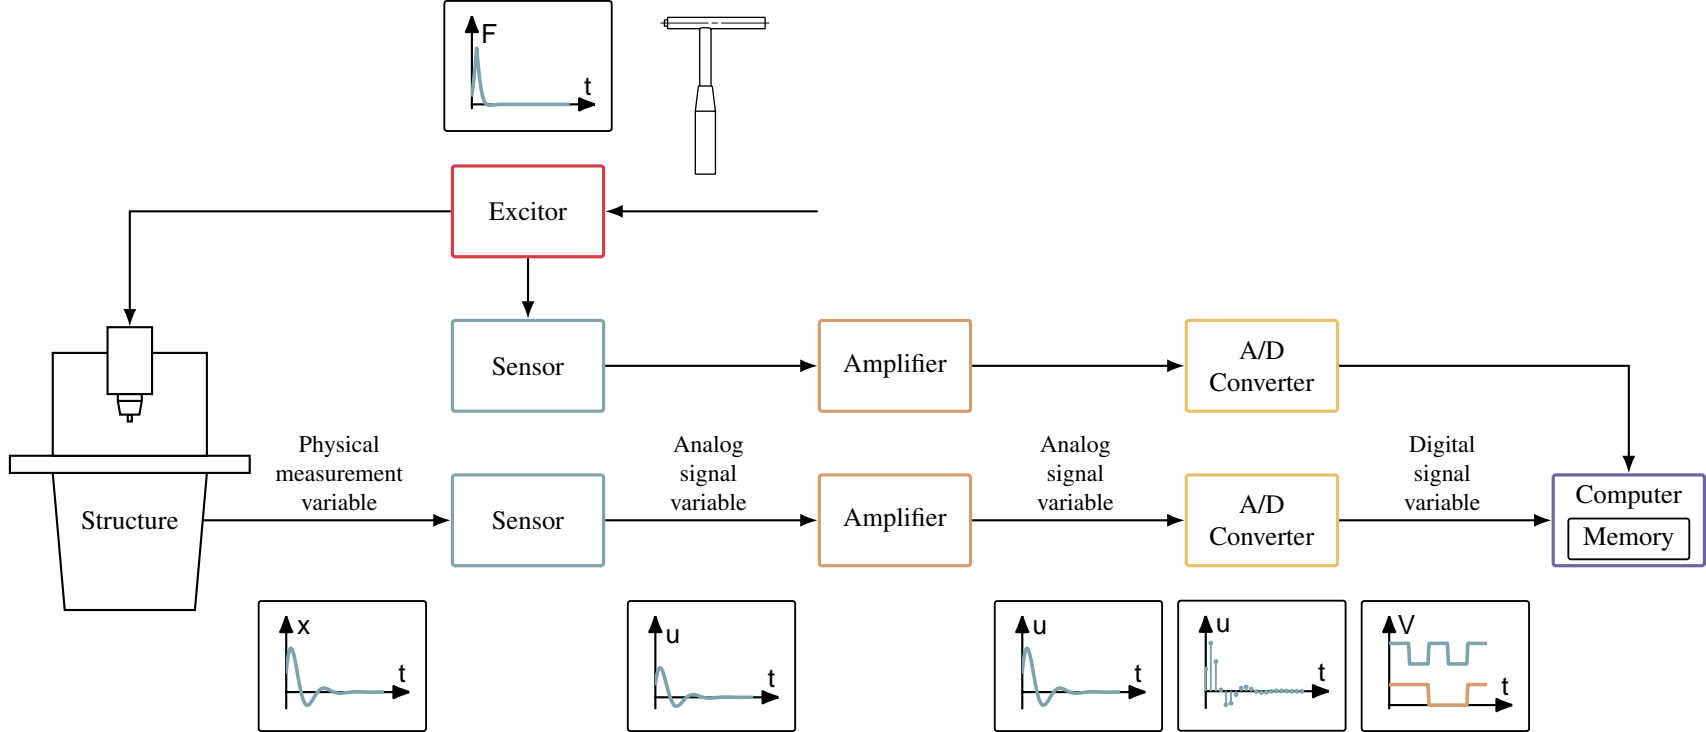 F
t
Excitor
Sensor
Amplifier
A/D
Converter
Physical
measurement
variable
Analog
signal
variable
Analog
signal
variable
Digital
signal
variable
Structure
Sensor
Amplifier
A/D
Converter
Computer
Memory
x
t
u
t
u
t
u
t
V
t